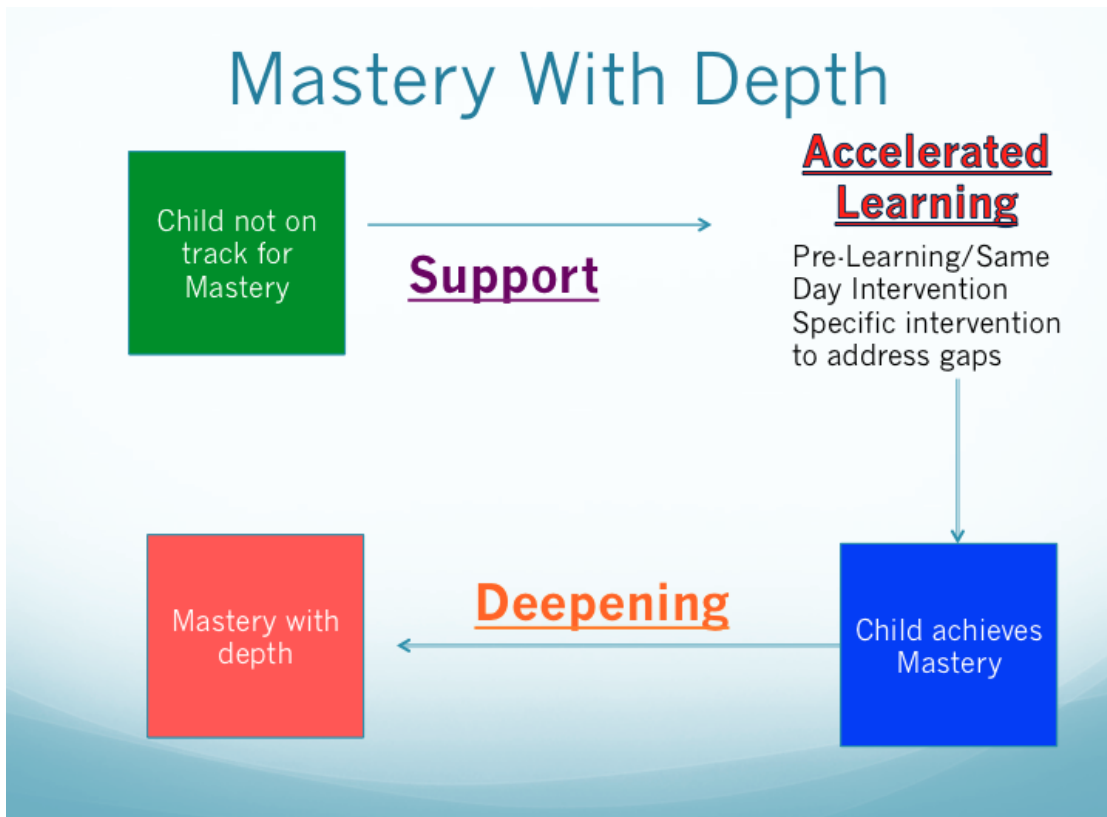 Mastery With Depth
Child not on
track for
Mastery
Support
Accelerated
Learning
Pre-Learning/Same
Day Intervention
Specific intervention
to address gaps
Mastery with
depth
Deepening
Child achieves
Mastery